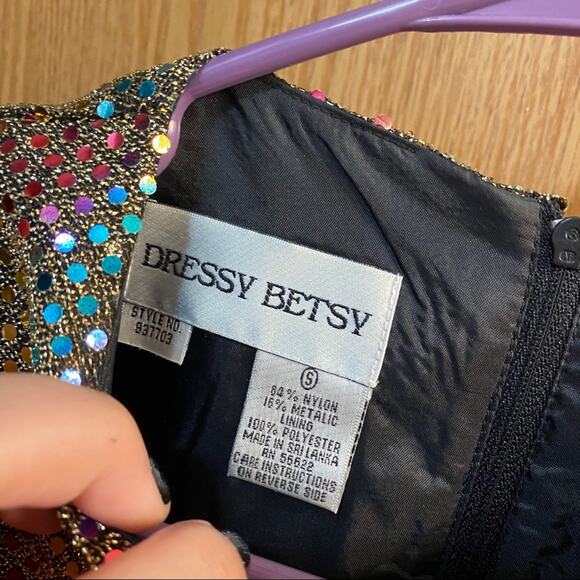 DRESSY BETSY
STYLE NO.
937703
S
84% NYLON
16% METALIC
LINING
100% POLYESTER
MADE IN SRI LANKA
RN 56622
CARE INSTRUCTIONS
ON REVERSE SIDE